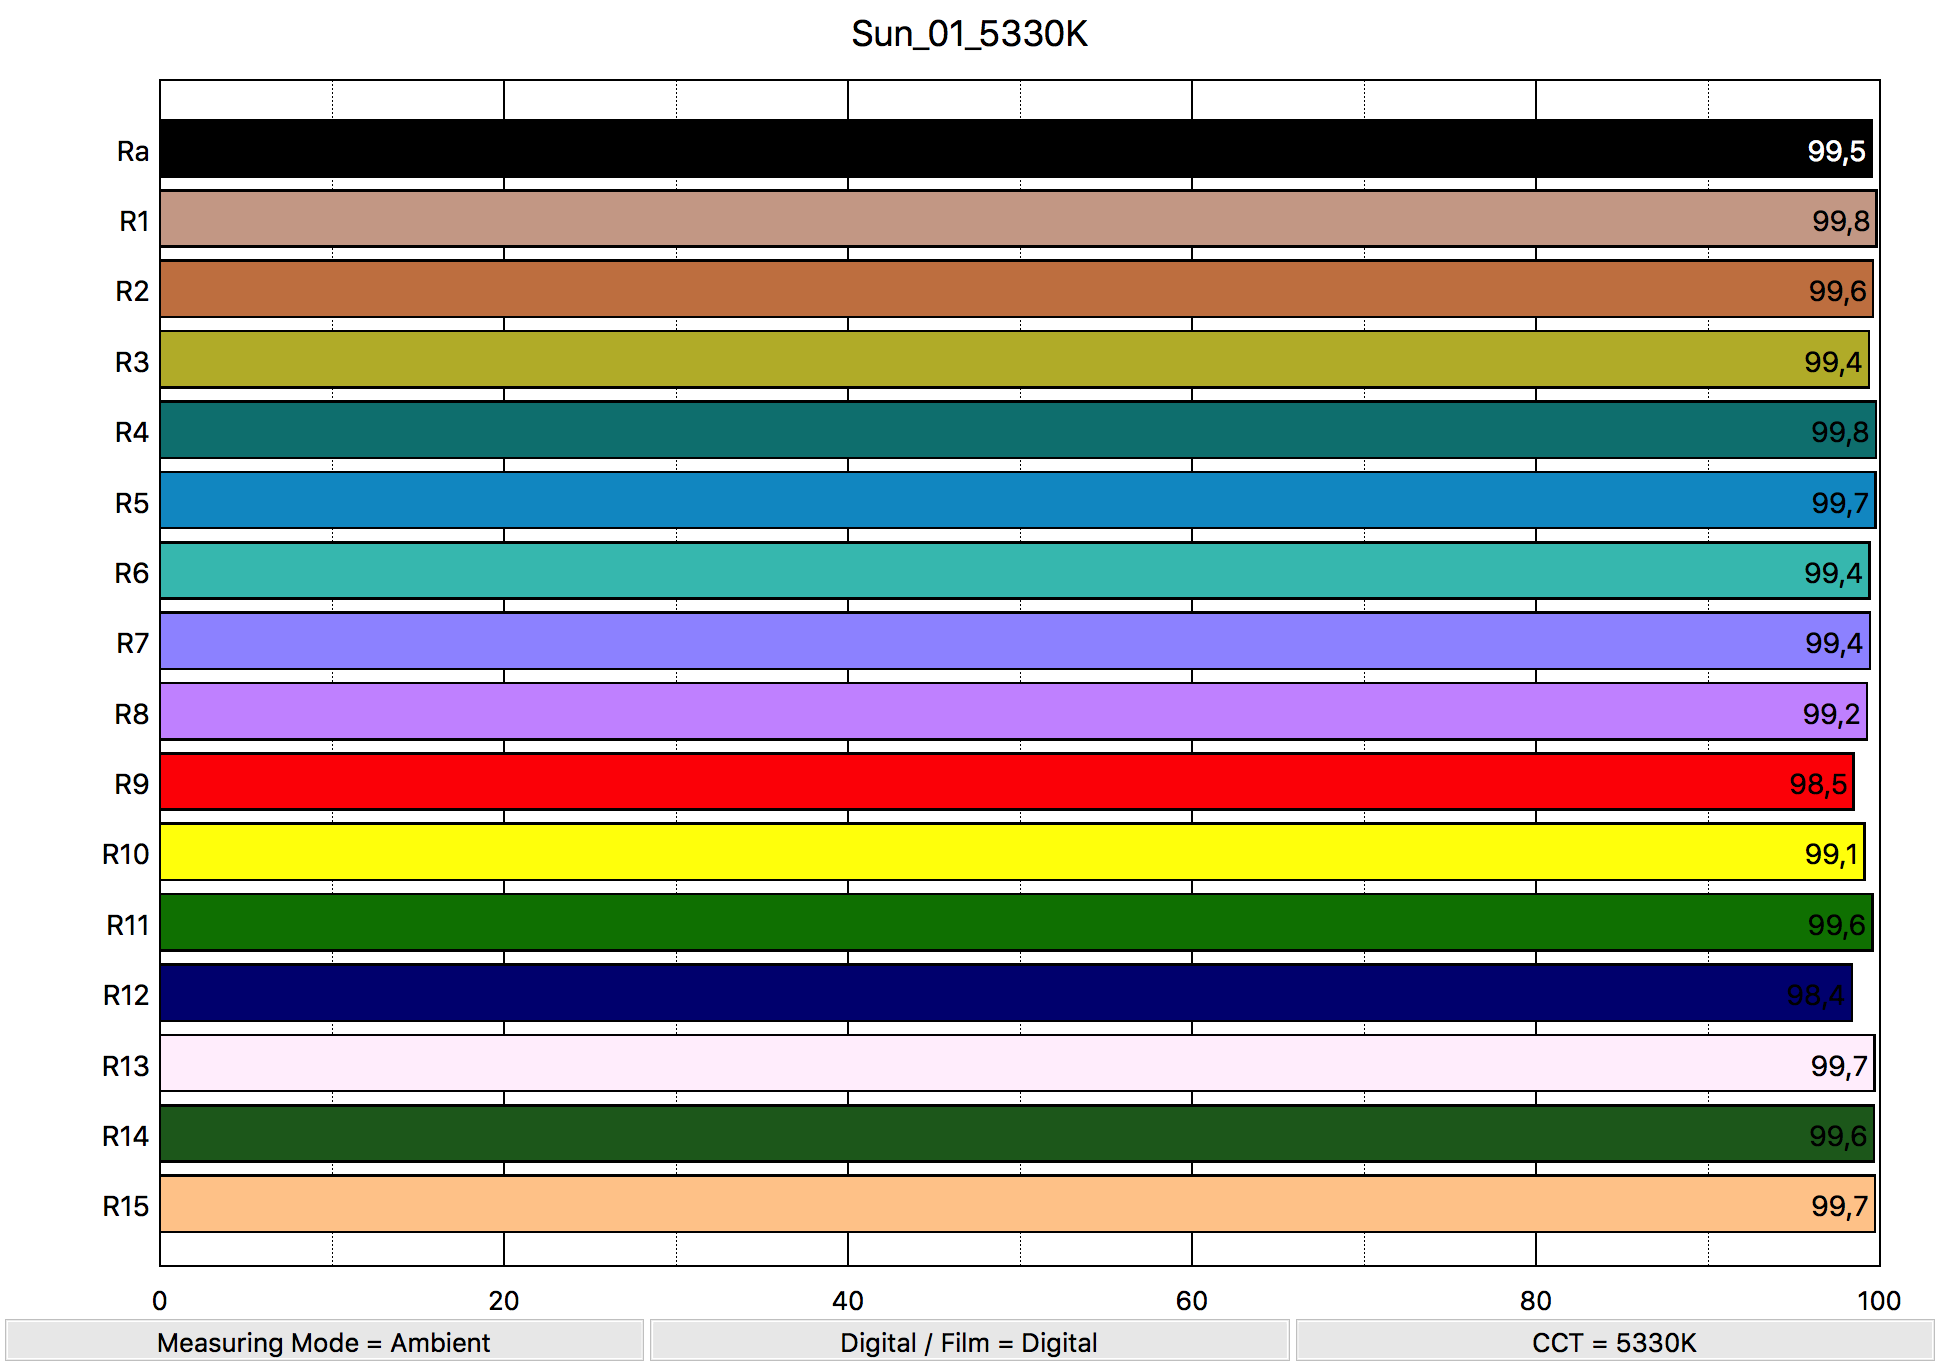 Sun_01_5330K
Ra 99,5
R1 99,8
R2 99,6
R3 99,4
R4 99,8
R5 99,7
R6 99,4
R7 99,4
R8 99,2
R9 98,5
R10 99,1
R11 99,6
R12 98,4
R13 99,7
R14 99,6
R15 99,7
0 20 40 60 80 100
Measuring Mode = Ambient Digital / Film = Digital CCT = 5330K